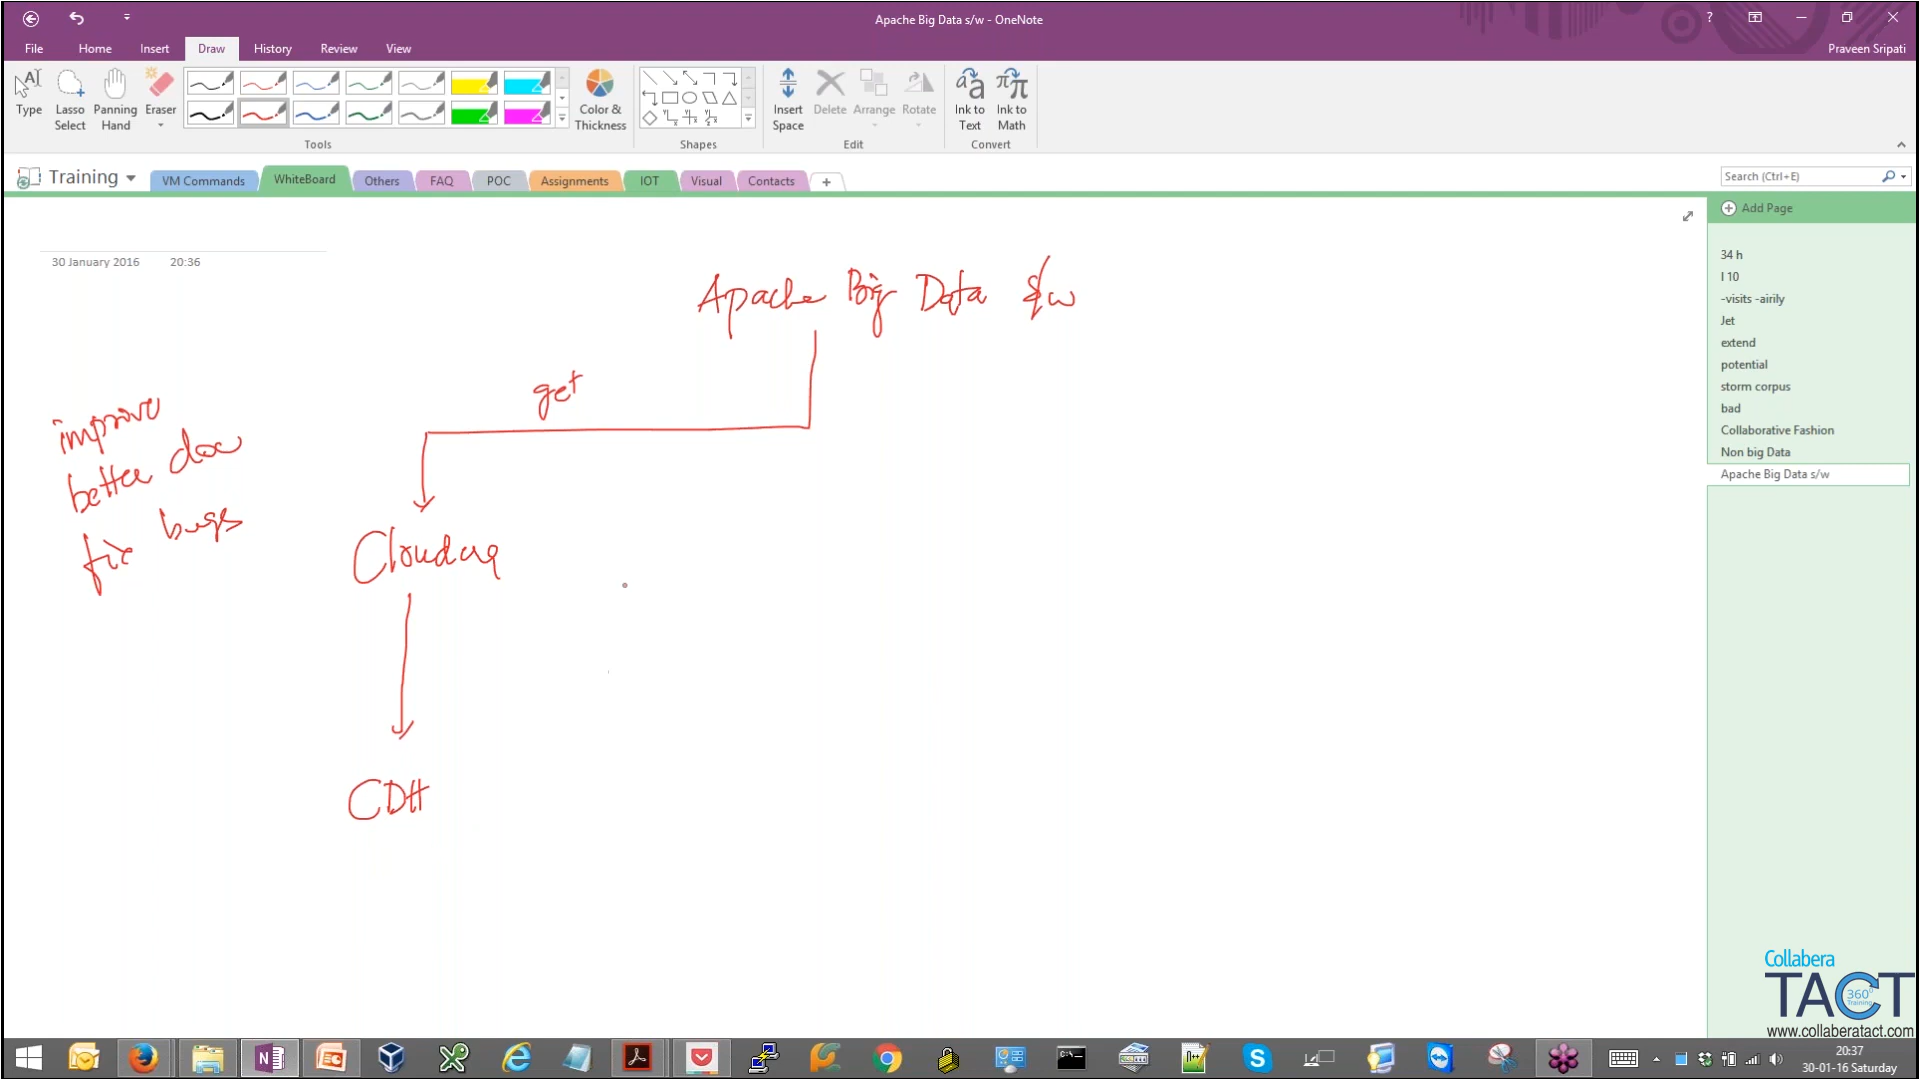 Apache Big Data s/w - OneNote
File Home Insert Draw History Review View
Praveen Sripati
Type
Lasso Select
Panning Hand
Eraser
Color & Thickness
Insert Space
Delete
Arrange
Rotate
Ink to Text
Ink to Math
Tools
Shapes
Edit
Convert
Training
VM Commands WhiteBoard Others FAQ POC Assignments IOT Visual Contacts
Search (Ctrl+E)
Add Page
34 h
I 10
-visits -airily
Jet
extend
potential
storm corpus
bad
Collaborative Fashion
Non big Data
Apache Big Data s/w
30 January 2016 20:36
Apache Big Data s/w
get
improve
better doc
fix bugs
Cloudera
CDH
Collabera
TACT
360°
Training
www.collaberatact.com
20:37
30-01-16 Saturday